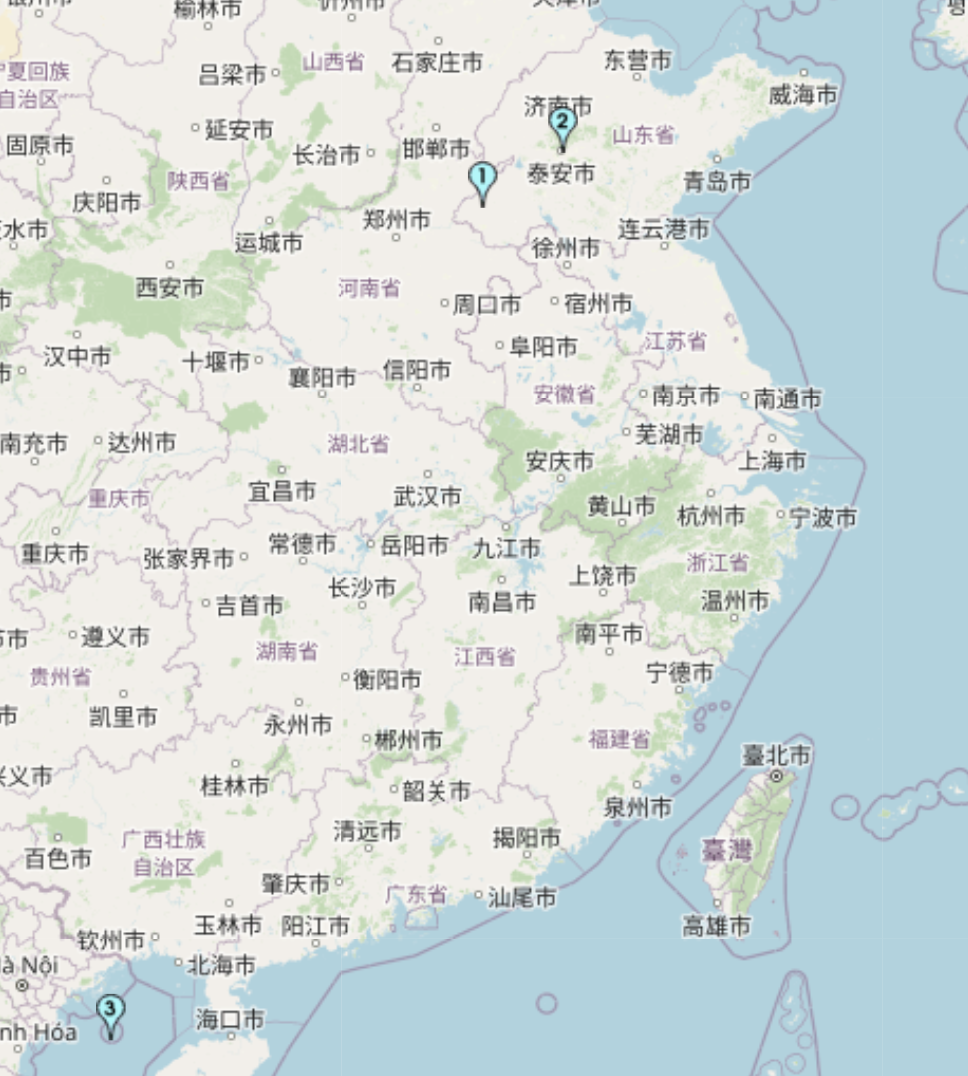 榆林市
忻州市
石家庄市
东营市
宁夏回族
自治区
吕梁市
山西省
济南市
威海市
2
固原市
延安市
长治市
邯郸市
山东省
陕西省
1
泰安市
青岛市
庆阳市
郑州市
运城市
连云港市
徐州市
西安市
河南省
周口市
宿州市
汉中市
十堰市
襄阳市
信阳市
阜阳市
江苏省
安徽省
南京市
南通市
南充市
达州市
湖北省
芜湖市
安庆市
上海市
重庆市
宜昌市
武汉市
黄山市
杭州市
宁波市
重庆市
张家界市
常德市
岳阳市
九江市
浙江省
长沙市
上饶市
吉首市
南昌市
温州市
遵义市
湖南省
江西省
南平市
贵州省
衡阳市
宁德市
凯里市
永州市
郴州市
福建省
臺北市
兴义市
桂林市
韶关市
泉州市
广西壮族
自治区
清远市
揭阳市
臺灣
百色市
肇庆市
广东省
汕尾市
钦州市
玉林市
阳江市
高雄市
à Nội
北海市
3
nh Hóa
海口市